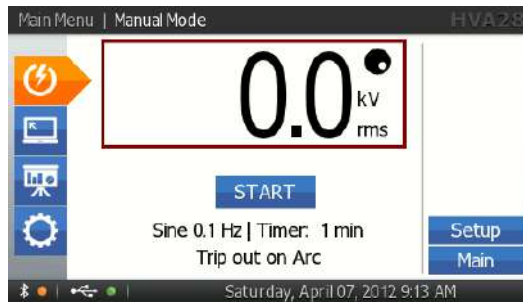 Main Menu | Manual Mode HVA28
0.0 kV rms
START
Sine 0.1 Hz | Timer: 1 min
Trip out on Arc
Setup
Main
Saturday, April 07, 2012 9:13 AM